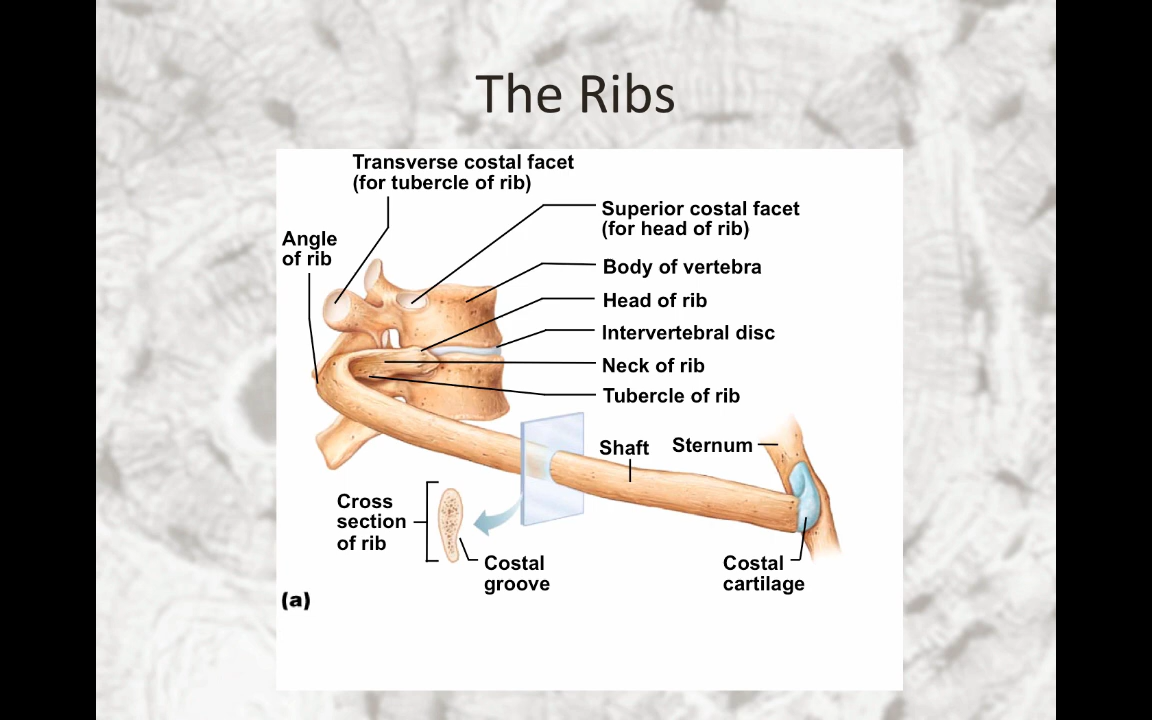 The Ribs
Transverse costal facet
(for tubercle of rib)
Superior costal facet
(for head of rib)
Angle
of rib
Body of vertebra
Head of rib
Intervertebral disc
Neck of rib
Tubercle of rib
Shaft
Sternum
Cross
section
of rib
Costal
groove
Costal
cartilage
(a)